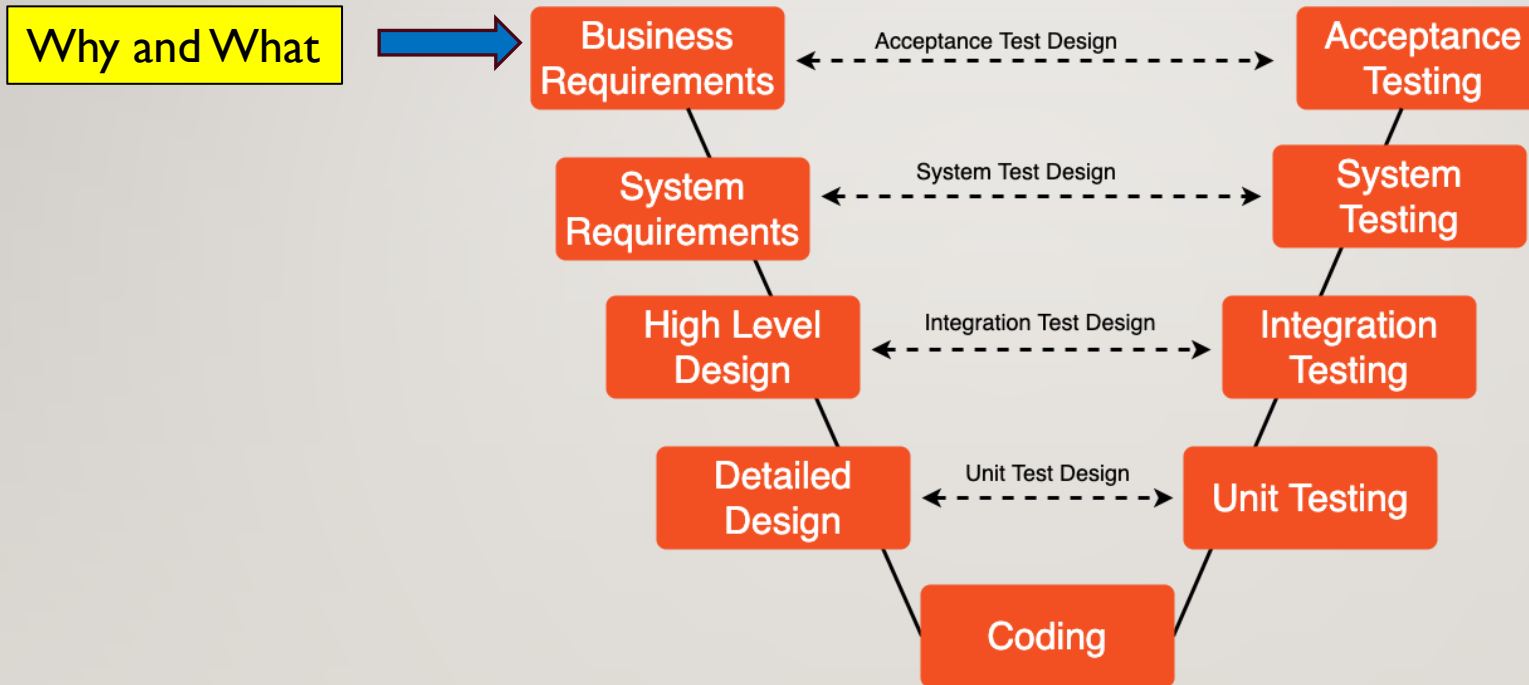 Why and What
Business
Requirements
Acceptance Test Design
Acceptance
Testing
System
Requirements
System Test Design
System
Testing
High Level
Design
Integration Test Design
Integration
Testing
Detailed
Design
Unit Test Design
Unit Testing
Coding